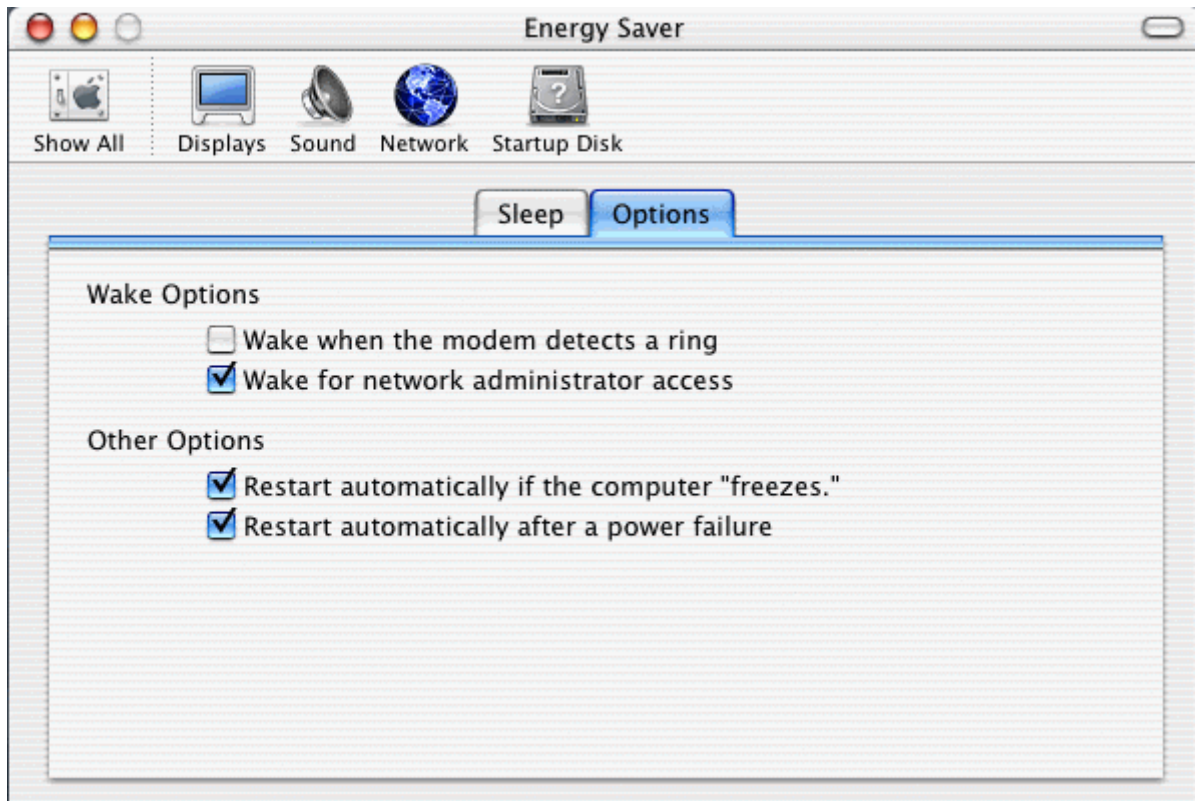 Energy Saver
Show All Displays Sound Network Startup Disk
Sleep Options
Wake Options
Wake when the modem detects a ring
Wake for network administrator access
Other Options
Restart automatically if the computer "freezes."
Restart automatically after a power failure